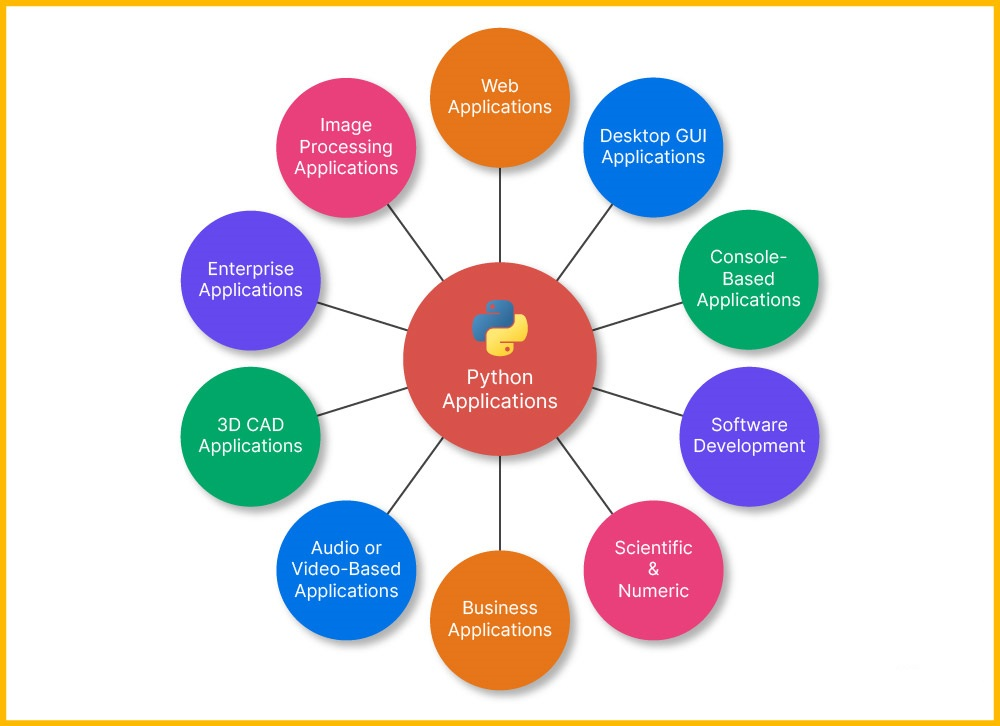 Web
Applications
Desktop GUI
Applications
Console-
Based
Applications
Software
Development
Scientific
&
Numeric
Business
Applications
Audio or
Video-Based
Applications
3D CAD
Applications
Enterprise
Applications
Image
Processing
Applications
Python
Applications